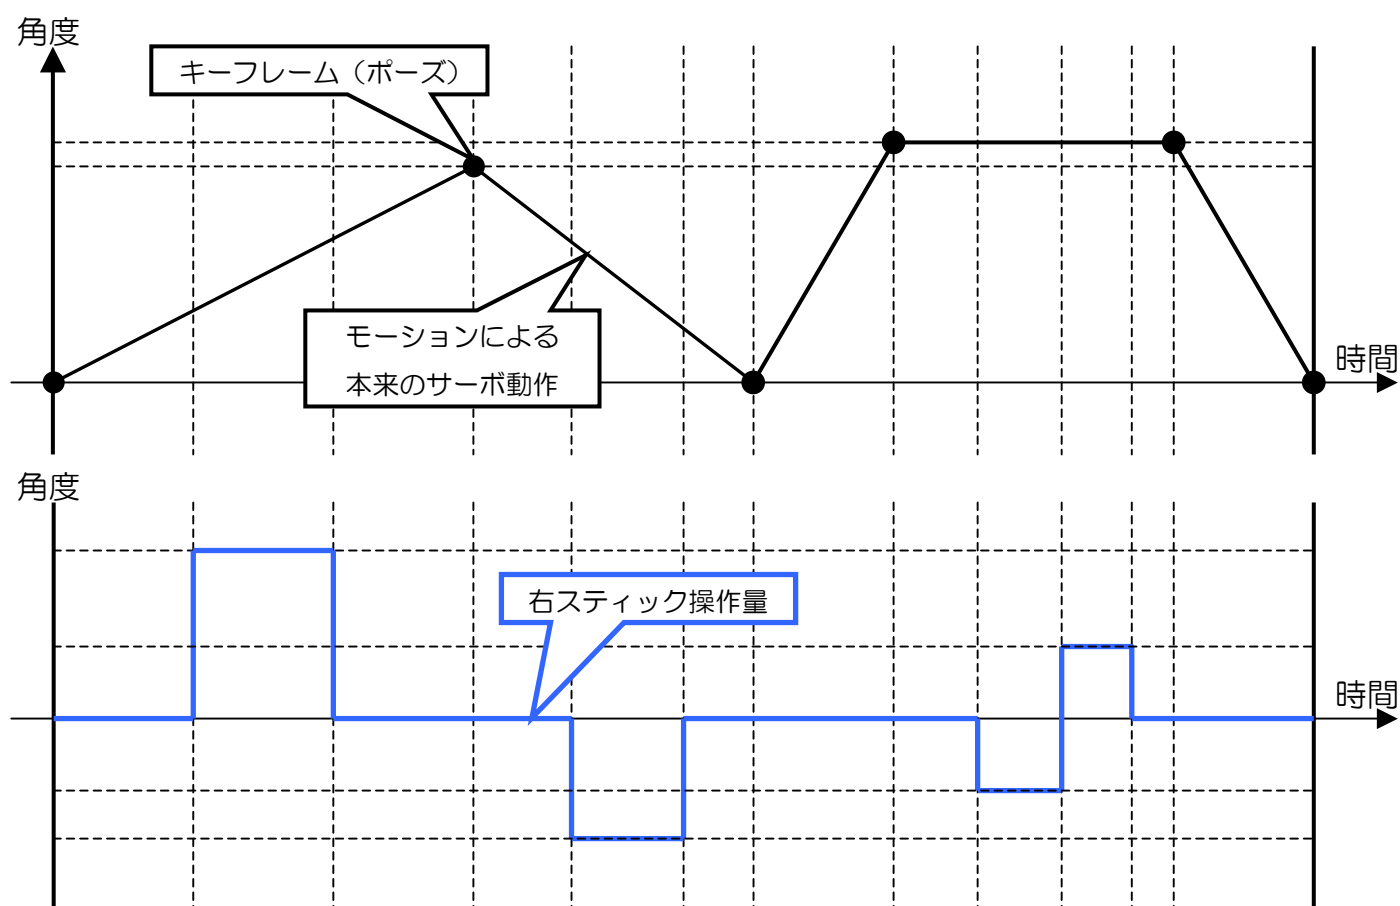 角度
キーフレーム（ポーズ）
モーションによる
本来のサーボ動作
時間
角度
右スティック操作量
時間